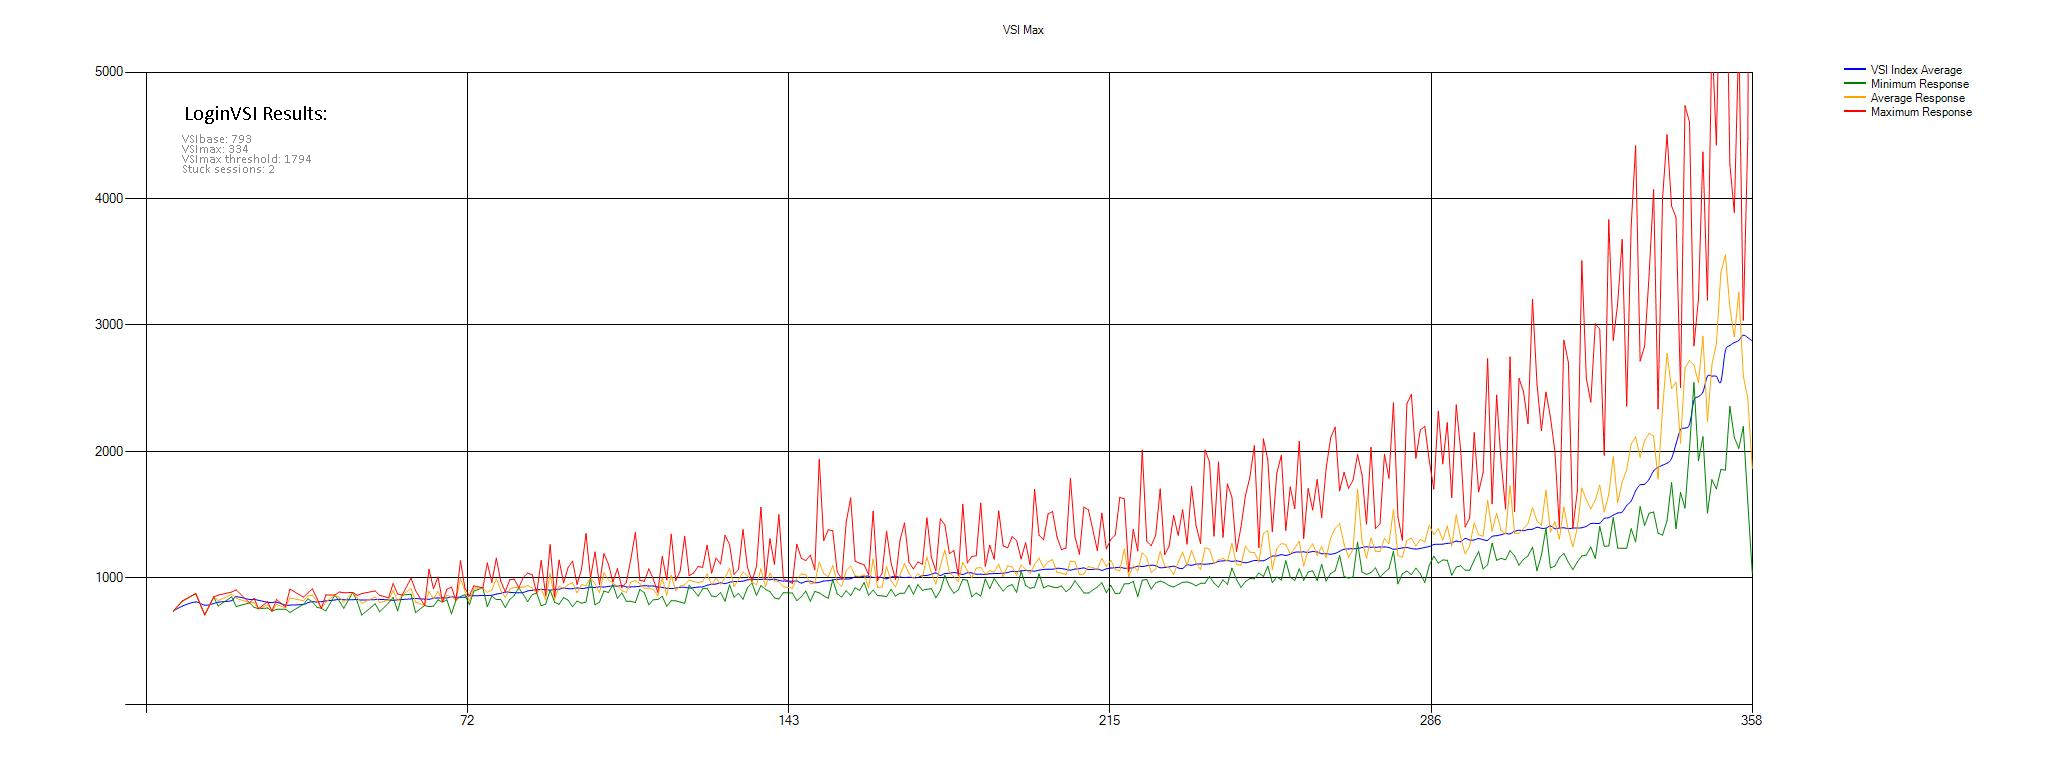 VSI Max
5000
4000
3000
2000
1000
LoginVSI Results:
VSIbase: 793
VSImax: 334
VSImax threshold: 1794
Stuck sessions: 2
72
143
215
286
358
VSI Index Average
Minimum Response
Average Response
Maximum Response